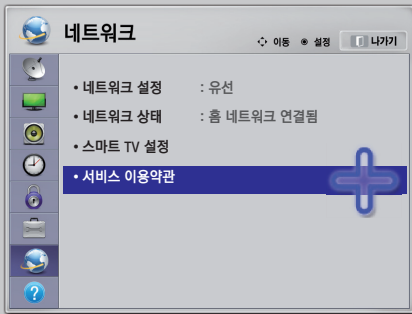 네트워크
이동 설정 나가기
• 네트워크 설정 : 유선
• 네트워크 상태 : 홈 네트워크 연결됨
• 스마트 TV 설정
• 서비스 이용약관
?